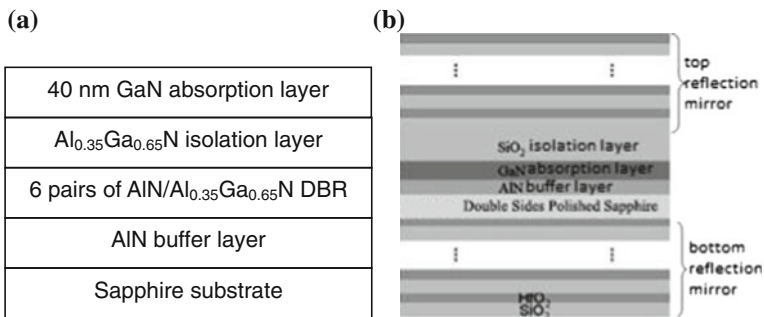 (a)
40 nm GaN absorption layer
Al0.35Ga0.65N isolation layer
6 pairs of AlN/Al0.35Ga0.65N DBR
AlN buffer layer
Sapphire substrate
(b)
top
reflection
mirror
SiO2 isolation layer
GaN absorption layer
AlN buffer layer
Double Sides Polished Sapphire
bottom
reflection
mirror
HfO2
SiO2